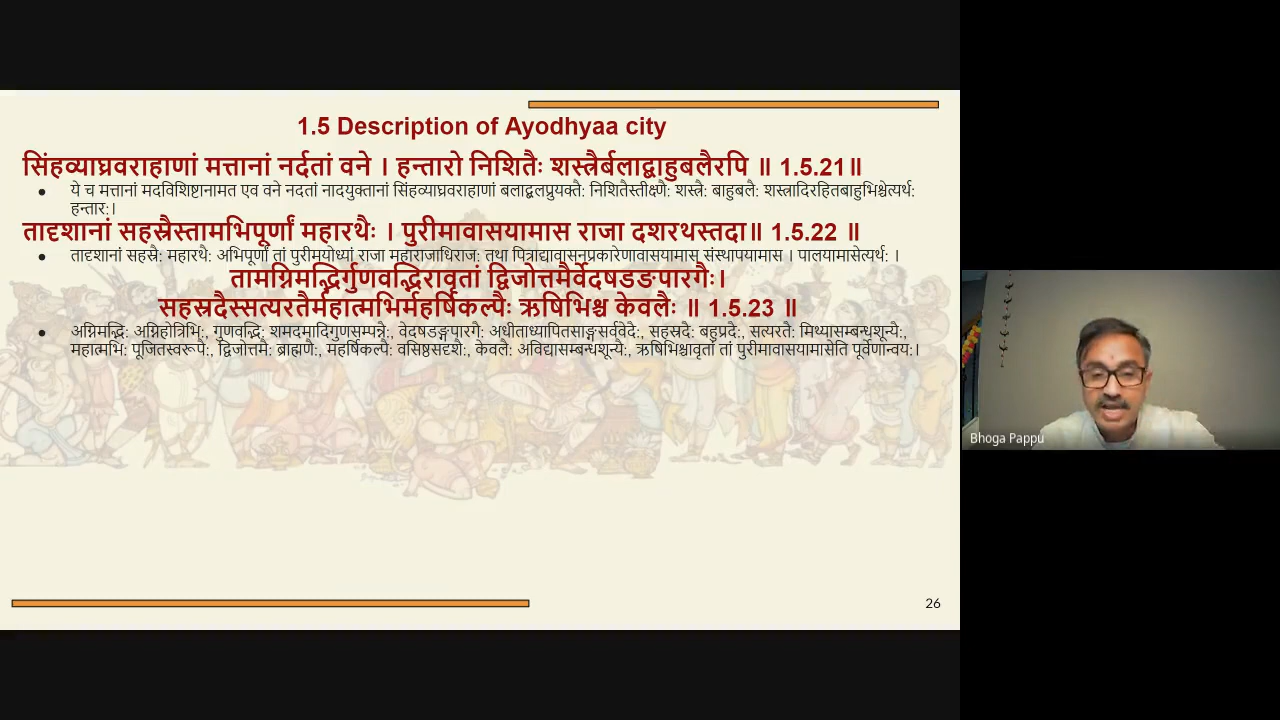 1.5 Description of Ayodhyaa city
सिंहव्याघ्रवराहाणां मत्तानां नर्दतां वने । हन्तारो निशितैः शस्त्रैर्बलाद्बाहुबलैरपि ॥ 1.5.21॥
● ये च मत्तानां मदविशिष्टानामत एव वने नदतां नादयुक्तानां सिंहव्याघ्रवराहाणां बलाद्बलप्रयुक्तै: निशितैस्तीक्ष्णै: शस्त्रै: बाहुबलै: शस्त्रादिरहितबाहुभिश्चेत्यर्थ:
हन्तार:।
तादृशानां सहस्रैस्तामभिपूर्णां महारथैः । पुरीमावासयामास राजा दशरथस्तदा॥ 1.5.22 ॥
● तादृशानां सहस्रै: महारथै: अभिपूर्णां तां पुरीमयोध्यां राजा महाराजाधिराज: तथा पित्राद्यावासनप्रकारेणावासयामास संस्थापयामास । पालयामासेत्यर्थ: ।
तामग्निमद्भिर्गुणवद्भिरावृतां द्विजोत्तमैर्वेदषडङपारगैः।
सहस्रदैस्सत्यरतैर्महात्मभिर्महर्षिकल्पैः ऋषिभिश्च केवलैः ॥ 1.5.23 ॥
● अग्निमद्भि: अग्निहोत्रिभि:, गुणवद्भि: शमदमादिगुणसम्पन्नै:, वेदषडङ्गपारगै: अधीताध्यापितसाङ्गसर्ववेदै:, सहस्रदै: बहुप्रदै:, सत्यरतै: मिथ्यासम्बन्धशून्यै:,
महात्मभि: पूजितस्वरूपै:, द्विजोत्तमै: ब्राह्मणै:, महर्षिकल्पै: वसिष्ठसदृशै:, केवलै: अविद्यासम्बन्धशून्यै:, ऋषिभिश्चावृतां तां पुरीमावासयामासेति पूर्वेणान्वय:।
26
Bhoga Pappu